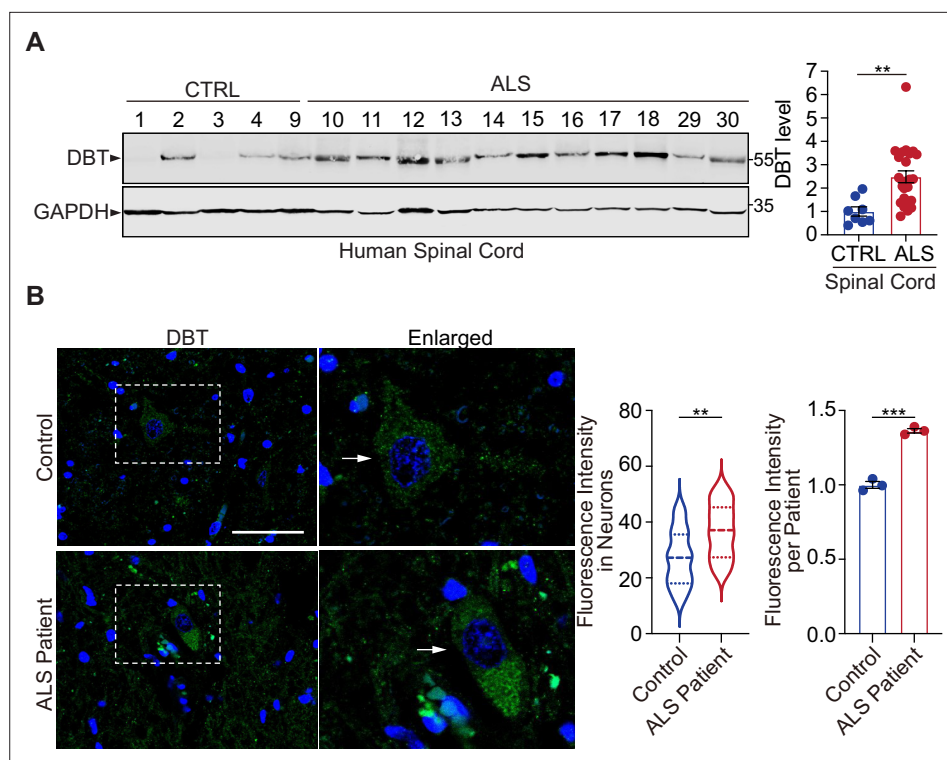 A
CTRL
ALS
1 2 3 4 9 10 11 12 13 14 15 16 17 18 29 30
DBT
55
GAPDH
35
Human Spinal Cord
DBT level
7
6
5
4
3
2
1
0
**
CTRL ALS
Spinal Cord
B
DBT
Enlarged
Control
ALS Patient
Fluorescence Intensity
in Neurons
80
60
40
20
0
**
Control
ALS Patient
Fluorescence Intensity
per Patient
1.5
1.0
0.5
0.0
***
Control
ALS Patient